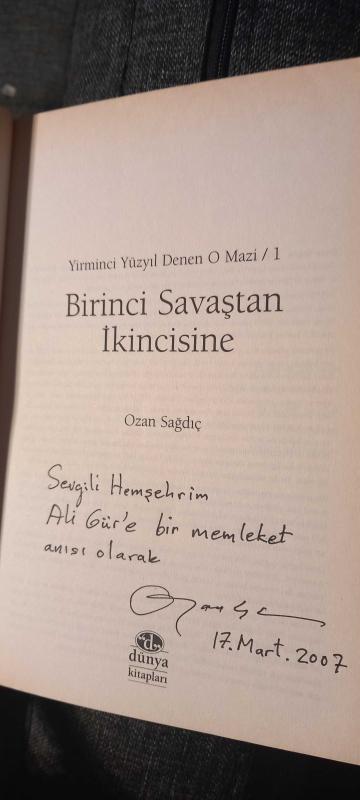 Yirminci Yüzyıl Denen O Mazi / 1
Birinci Savaştan
İkincisine
Ozan Sağdıç
Sevgili Hemşehrim
Ali Gür'e bir memleket
anısı olarak
17.Mart.2007
"d"
dünya
kitapları